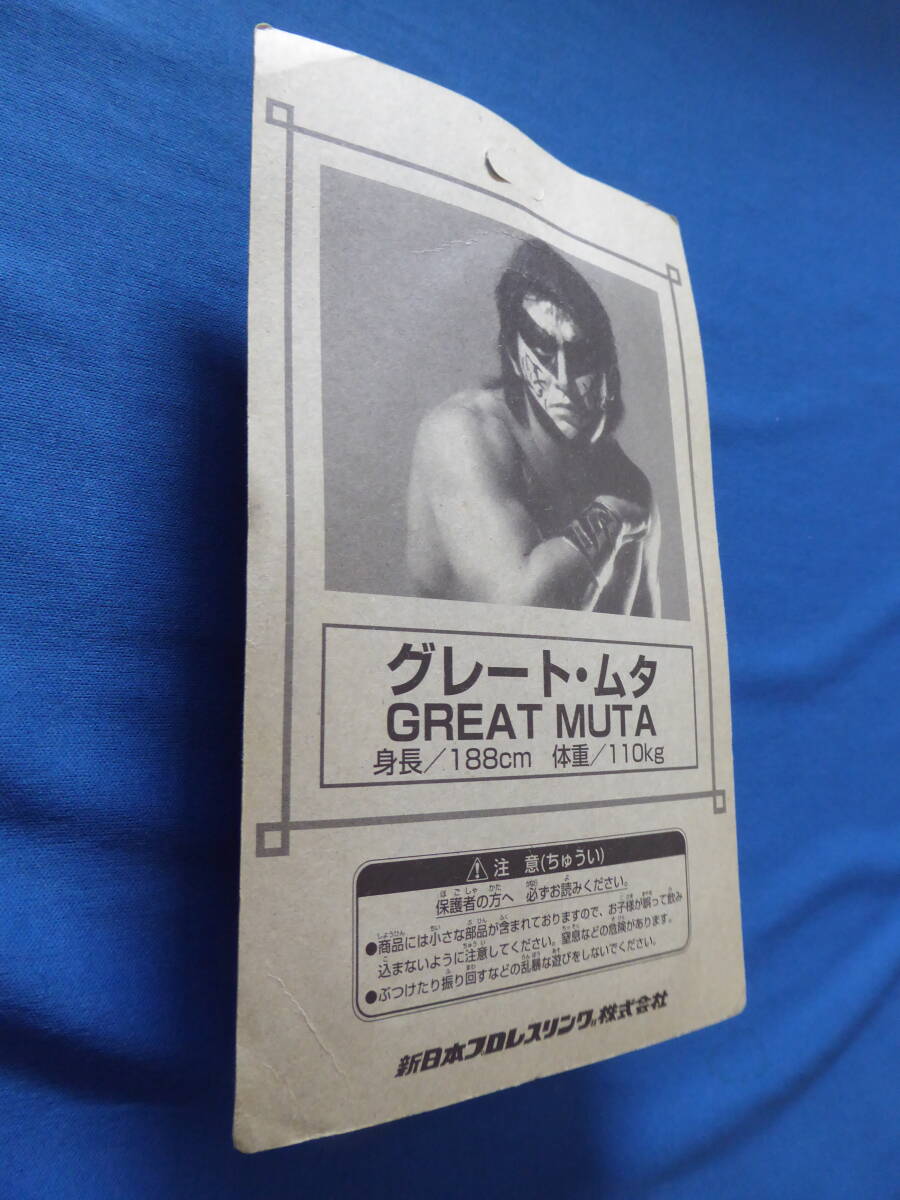 グレート・ムタ
GREAT MUTA
身長／188cm 体重／110kg
注 意(ちゅうい)
保護者の方へ 必ずお読みください。
●商品には小さな部品が含まれておりますので、お子様が誤って飲み
込まないように注意してください。窒息などの危険があります。
●ぶつけたり振り回すなどの乱暴な遊びをしないでください。
新日本プロレスリング株式会社